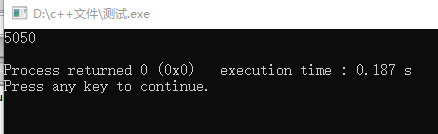 D:\c++文件\测试.exe
5050
Process returned 0 (0x0)   execution time : 0.187 s
Press any key to continue.